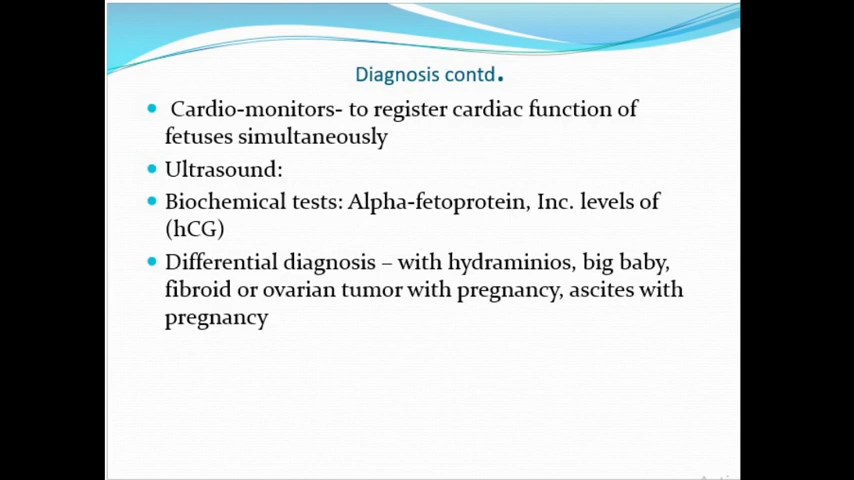 Diagnosis contd.
• Cardio-monitors- to register cardiac function of
fetuses simultaneously
• Ultrasound:
• Biochemical tests: Alpha-fetoprotein, Inc. levels of
(hCG)
• Differential diagnosis – with hydraminios, big baby,
fibroid or ovarian tumor with pregnancy, ascites with
pregnancy